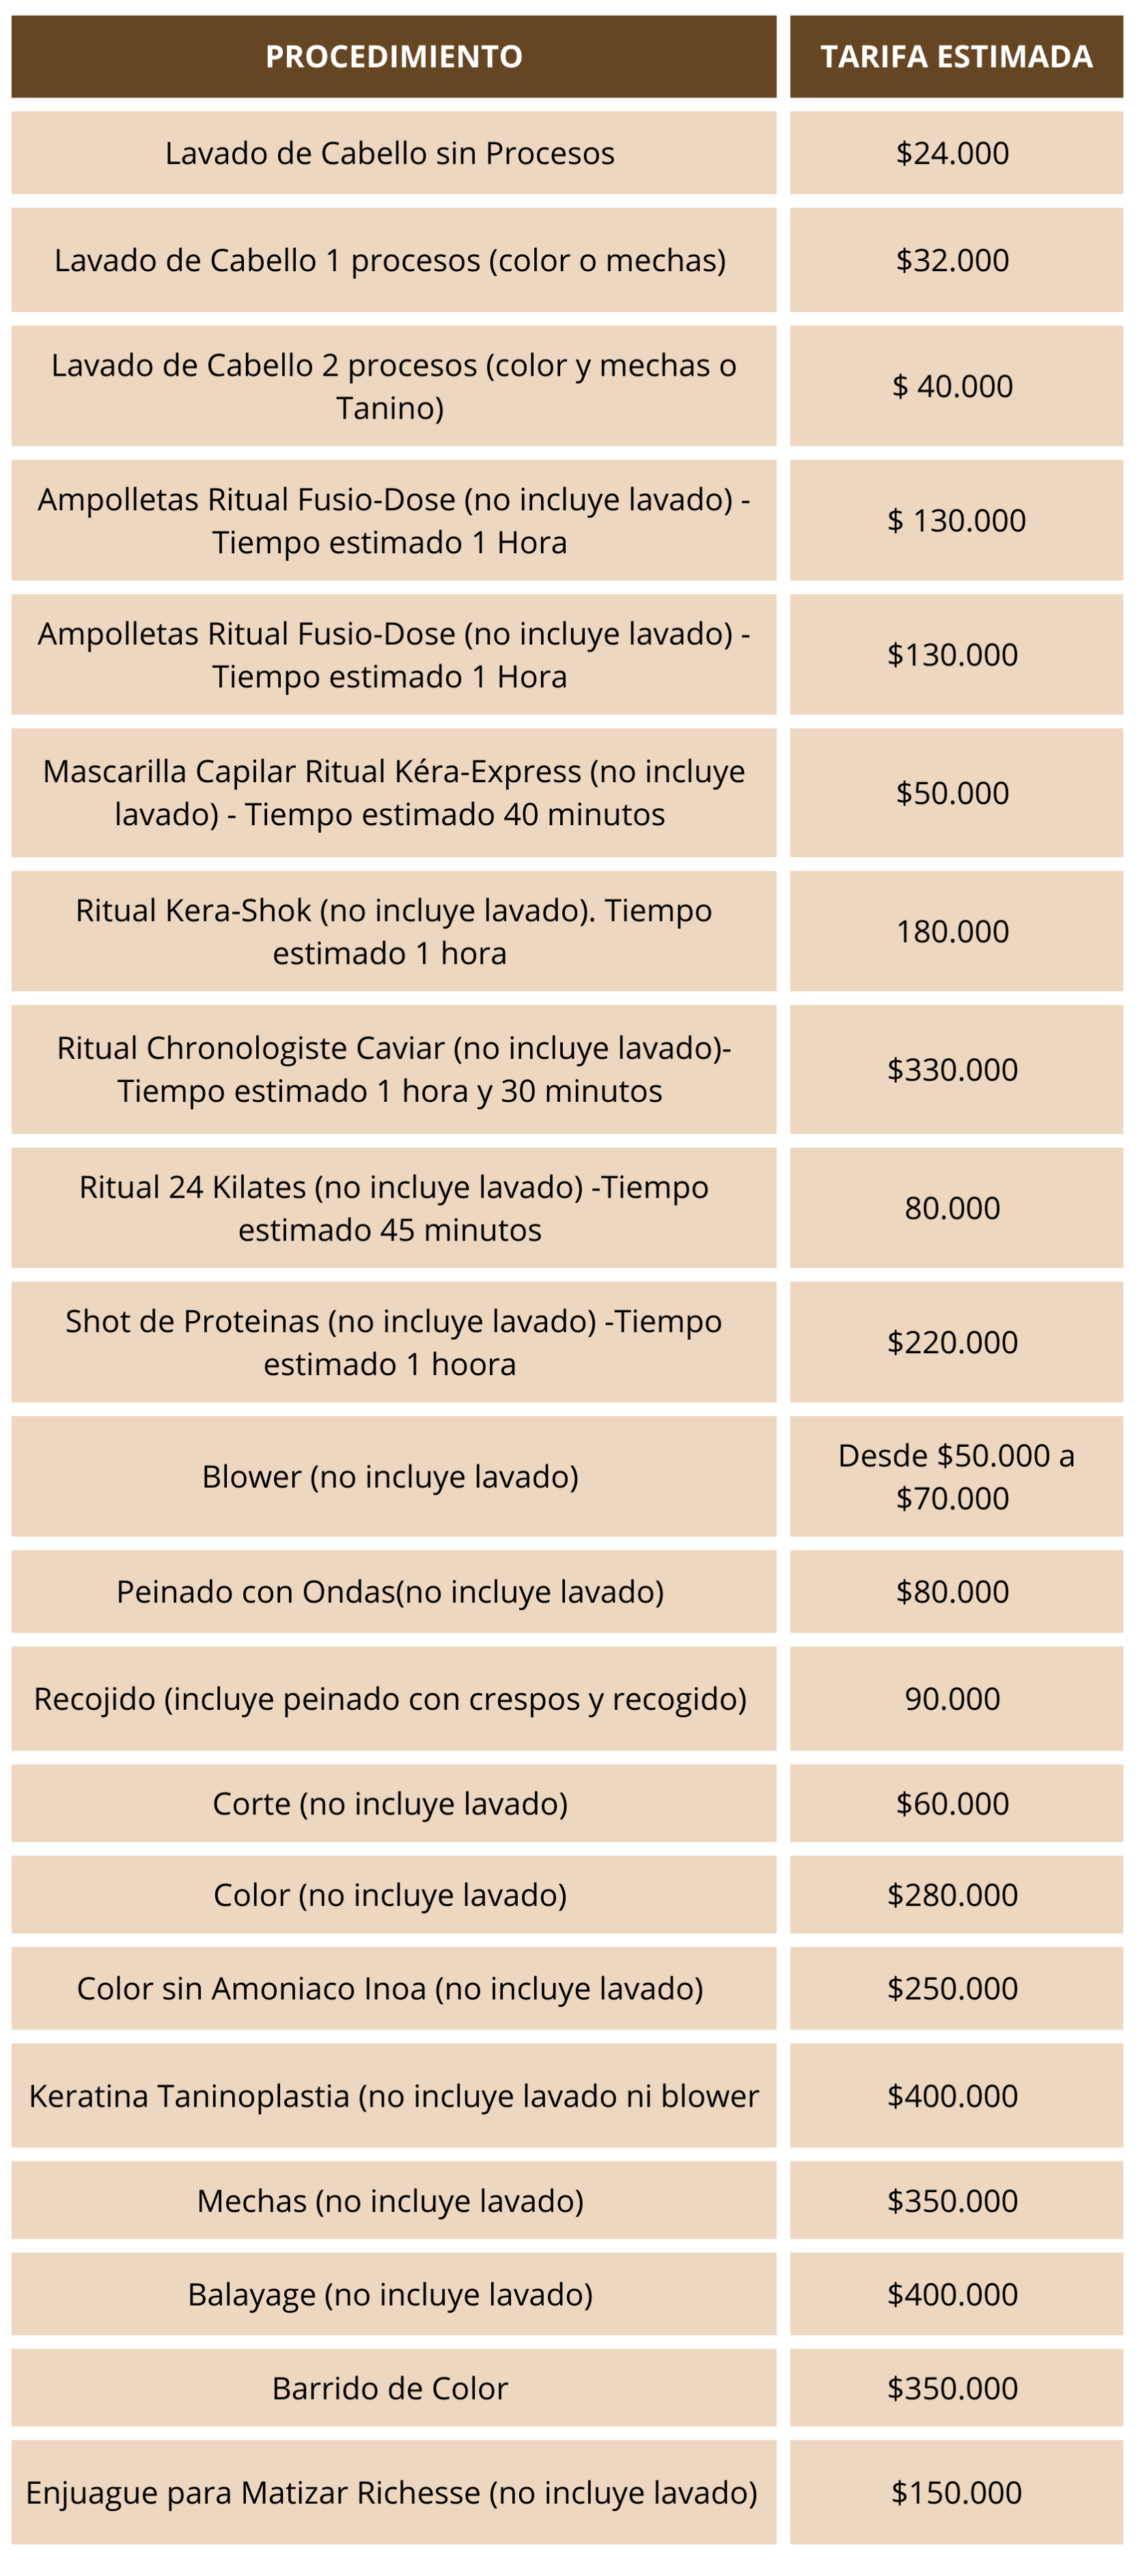 PROCEDIMIENTO
TARIFA ESTIMADA
Lavado de Cabello sin Procesos
$24.000
Lavado de Cabello 1 procesos (color o mechas)
$32.000
Lavado de Cabello 2 procesos (color y mechas o
Tanino)
$ 40.000
Ampolletas Ritual Fusio-Dose (no incluye lavado) -
Tiempo estimado 1 Hora
$ 130.000
Ampolletas Ritual Fusio-Dose (no incluye lavado) -
Tiempo estimado 1 Hora
$130.000
Mascarilla Capilar Ritual Kéra-Express (no incluye
lavado) - Tiempo estimado 40 minutos
$50.000
Ritual Kera-Shok (no incluye lavado). Tiempo
estimado 1 hora
180.000
Ritual Chronologiste Caviar (no incluye lavado)-
Tiempo estimado 1 hora y 30 minutos
$330.000
Ritual 24 Kilates (no incluye lavado) -Tiempo
estimado 45 minutos
80.000
Shot de Proteinas (no incluye lavado) -Tiempo
estimado 1 hoora
$220.000
Blower (no incluye lavado)
Desde $50.000 a
$70.000
Peinado con Ondas(no incluye lavado)
$80.000
Recojido (incluye peinado con crespos y recogido)
90.000
Corte (no incluye lavado)
$60.000
Color (no incluye lavado)
$280.000
Color sin Amoniaco Inoa (no incluye lavado)
$250.000
Keratina Taninoplastia (no incluye lavado ni blower
$400.000
Mechas (no incluye lavado)
$350.000
Balayage (no incluye lavado)
$400.000
Barrido de Color
$350.000
Enjuague para Matizar Richesse (no incluye lavado)
$150.000